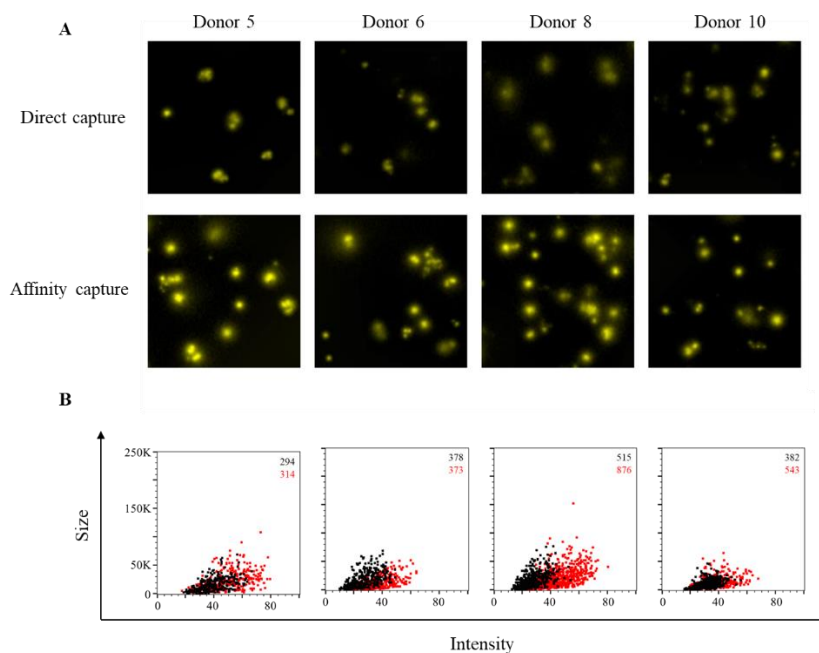 A
Donor 5 Donor 6 Donor 8 Donor 10
Direct capture
Affinity capture
B
250K 294 378 515 382
314 373 876 543
150K
50K
0
0 40 80 0 40 80 0 40 80 0 40 80
Size
Intensity